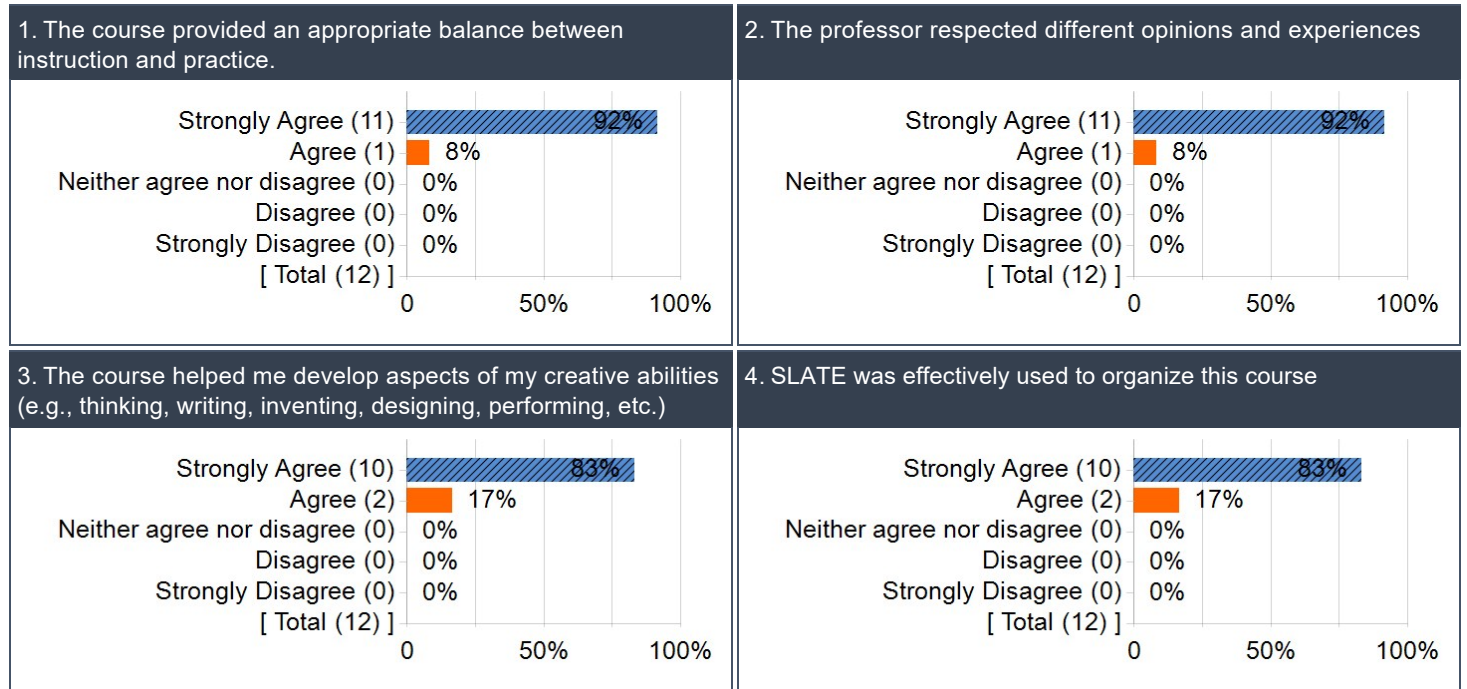 1. The course provided an appropriate balance between
instruction and practice.
Strongly Agree (11) 92%
Agree (1) 8%
Neither agree nor disagree (0) 0%
Disagree (0) 0%
Strongly Disagree (0) 0%
[ Total (12) ]
0 50% 100%
2. The professor respected different opinions and experiences
Strongly Agree (11) 92%
Agree (1) 8%
Neither agree nor disagree (0) 0%
Disagree (0) 0%
Strongly Disagree (0) 0%
[ Total (12) ]
0 50% 100%
3. The course helped me develop aspects of my creative abilities
(e.g., thinking, writing, inventing, designing, performing, etc.)
Strongly Agree (10) 83%
Agree (2) 17%
Neither agree nor disagree (0) 0%
Disagree (0) 0%
Strongly Disagree (0) 0%
[ Total (12) ]
0 50% 100%
4. SLATE was effectively used to organize this course
Strongly Agree (10) 83%
Agree (2) 17%
Neither agree nor disagree (0) 0%
Disagree (0) 0%
Strongly Disagree (0) 0%
[ Total (12) ]
0 50% 100%